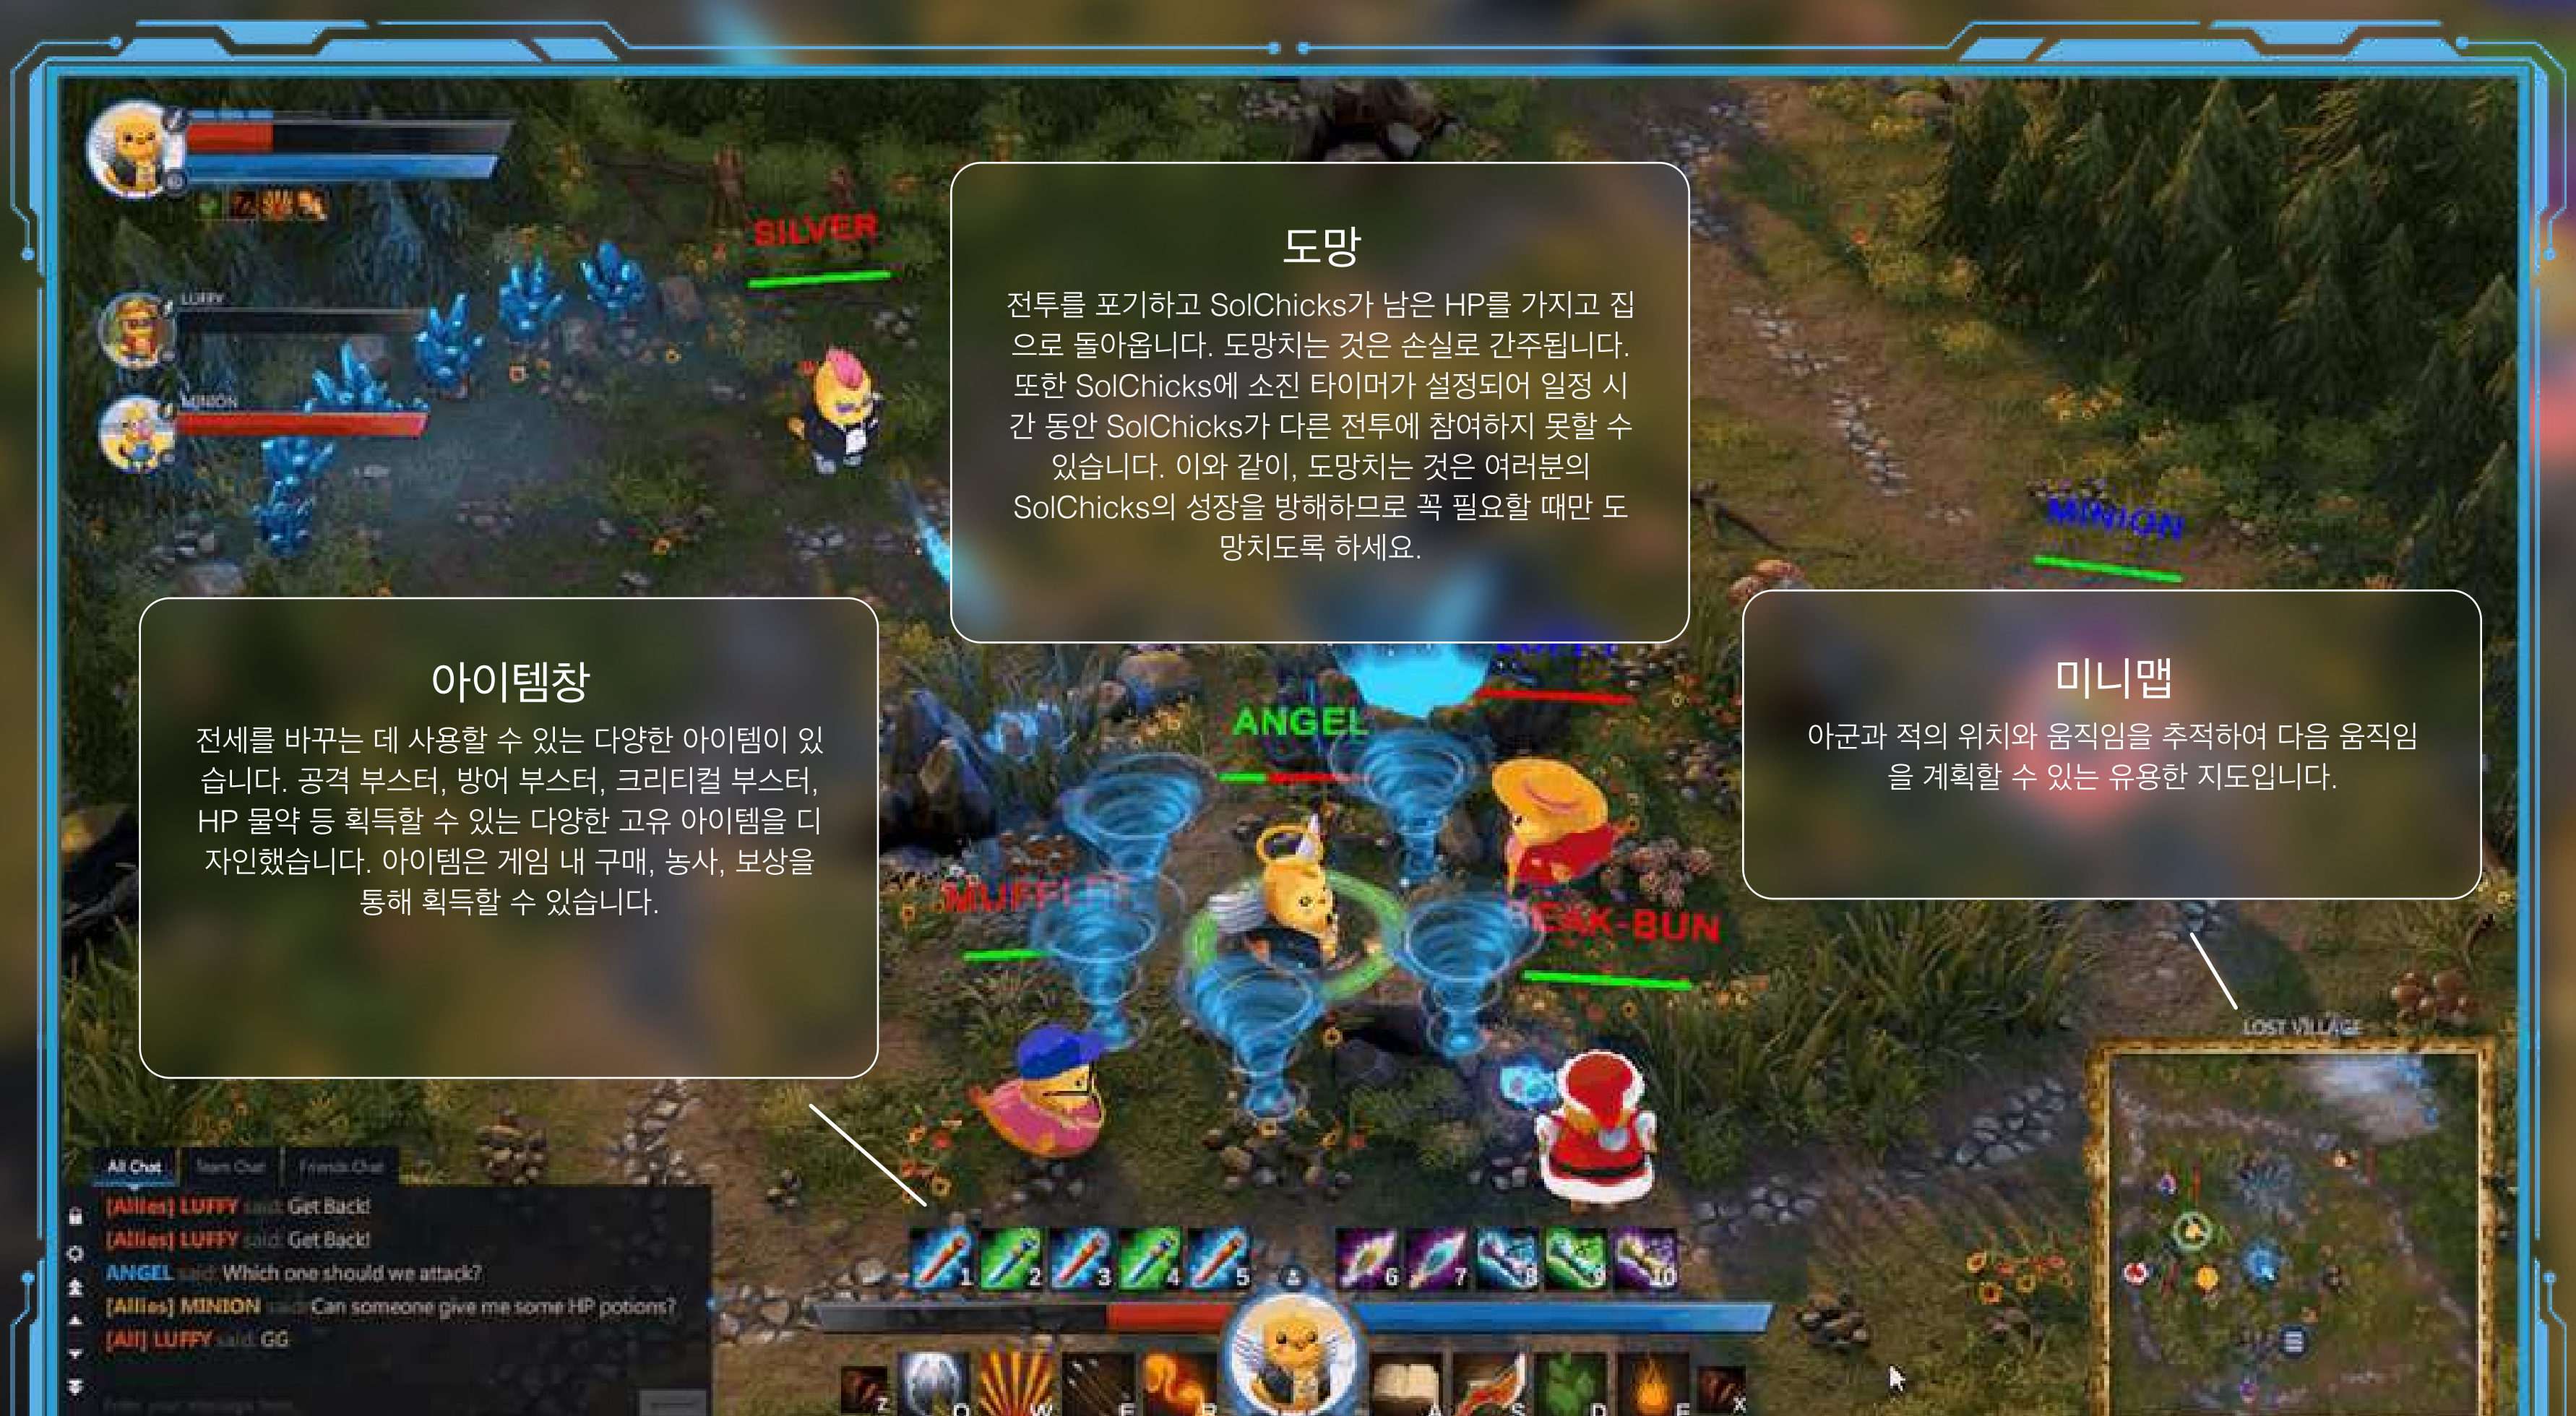 SILVER
도망
전투를 포기하고 SolChicks가 남은 HP를 가지고 집
으로 돌아옵니다. 도망치는 것은 손실로 간주됩니다.
또한 SolChicks에 소진 타이머가 설정되어 일정 시
간 동안 SolChicks가 다른 전투에 참여하지 못할 수
있습니다. 이와 같이, 도망치는 것은 여러분의
SolChicks의 성장을 방해하므로 꼭 필요할 때만 도
망치도록 하세요.
LUFFY
MINION
MINION
아이템창
전세를 바꾸는 데 사용할 수 있는 다양한 아이템이 있
습니다. 공격 부스터, 방어 부스터, 크리티컬 부스터,
HP 물약 등 획득할 수 있는 다양한 고유 아이템을 디
자인했습니다. 아이템은 게임 내 구매, 농사, 보상을
통해 획득할 수 있습니다.
미니맵
아군과 적의 위치와 움직임을 추적하여 다음 움직임
을 계획할 수 있는 유용한 지도입니다.
ANGEL
EAK-BUN
LOST VILLAGE
All Chat Team Chat Friends Chat
[Allies] LUFFY said: Get Back!
[Allies] LUFFY said: Get Back!
ANGEL said: Which one should we attack?
[Allies] MINION said: Can someone give me some HP potions?
[All] LUFFY said: GG
1 2 3 4 5 6 7 8 9 10
Z Q W E R A S D F X